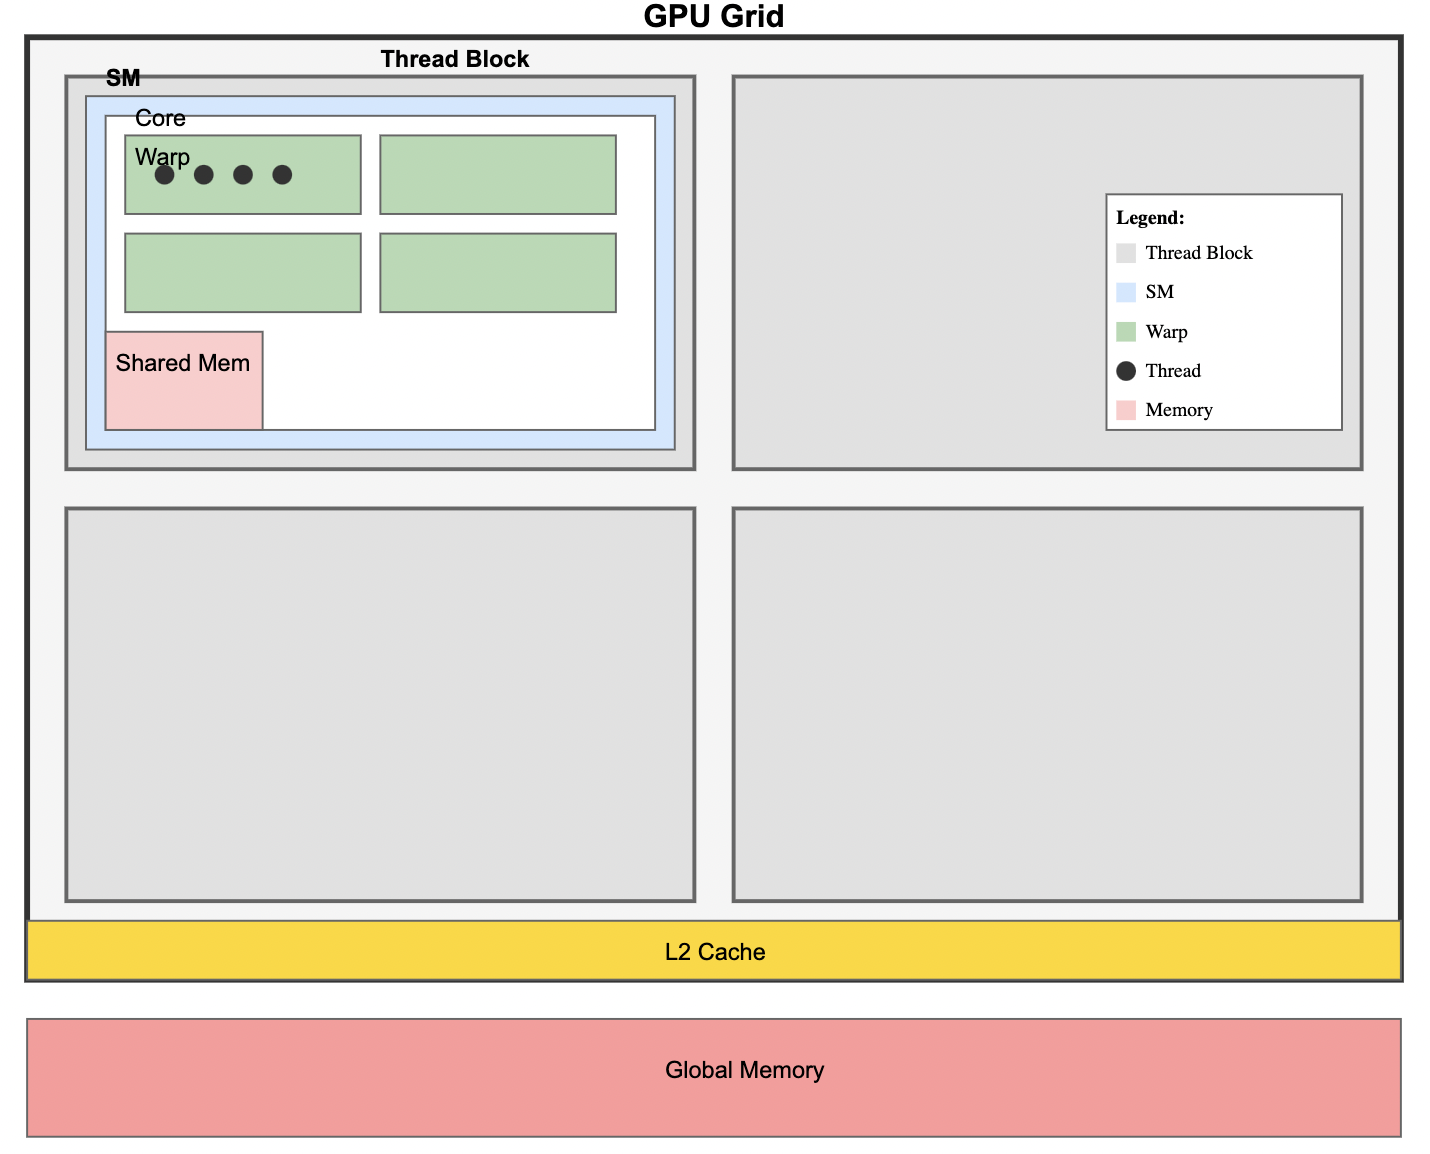 GPU Grid
Thread Block
SM
Core
Warp
Shared Mem
Legend:
Thread Block
SM
Warp
Thread
Memory
L2 Cache
Global Memory